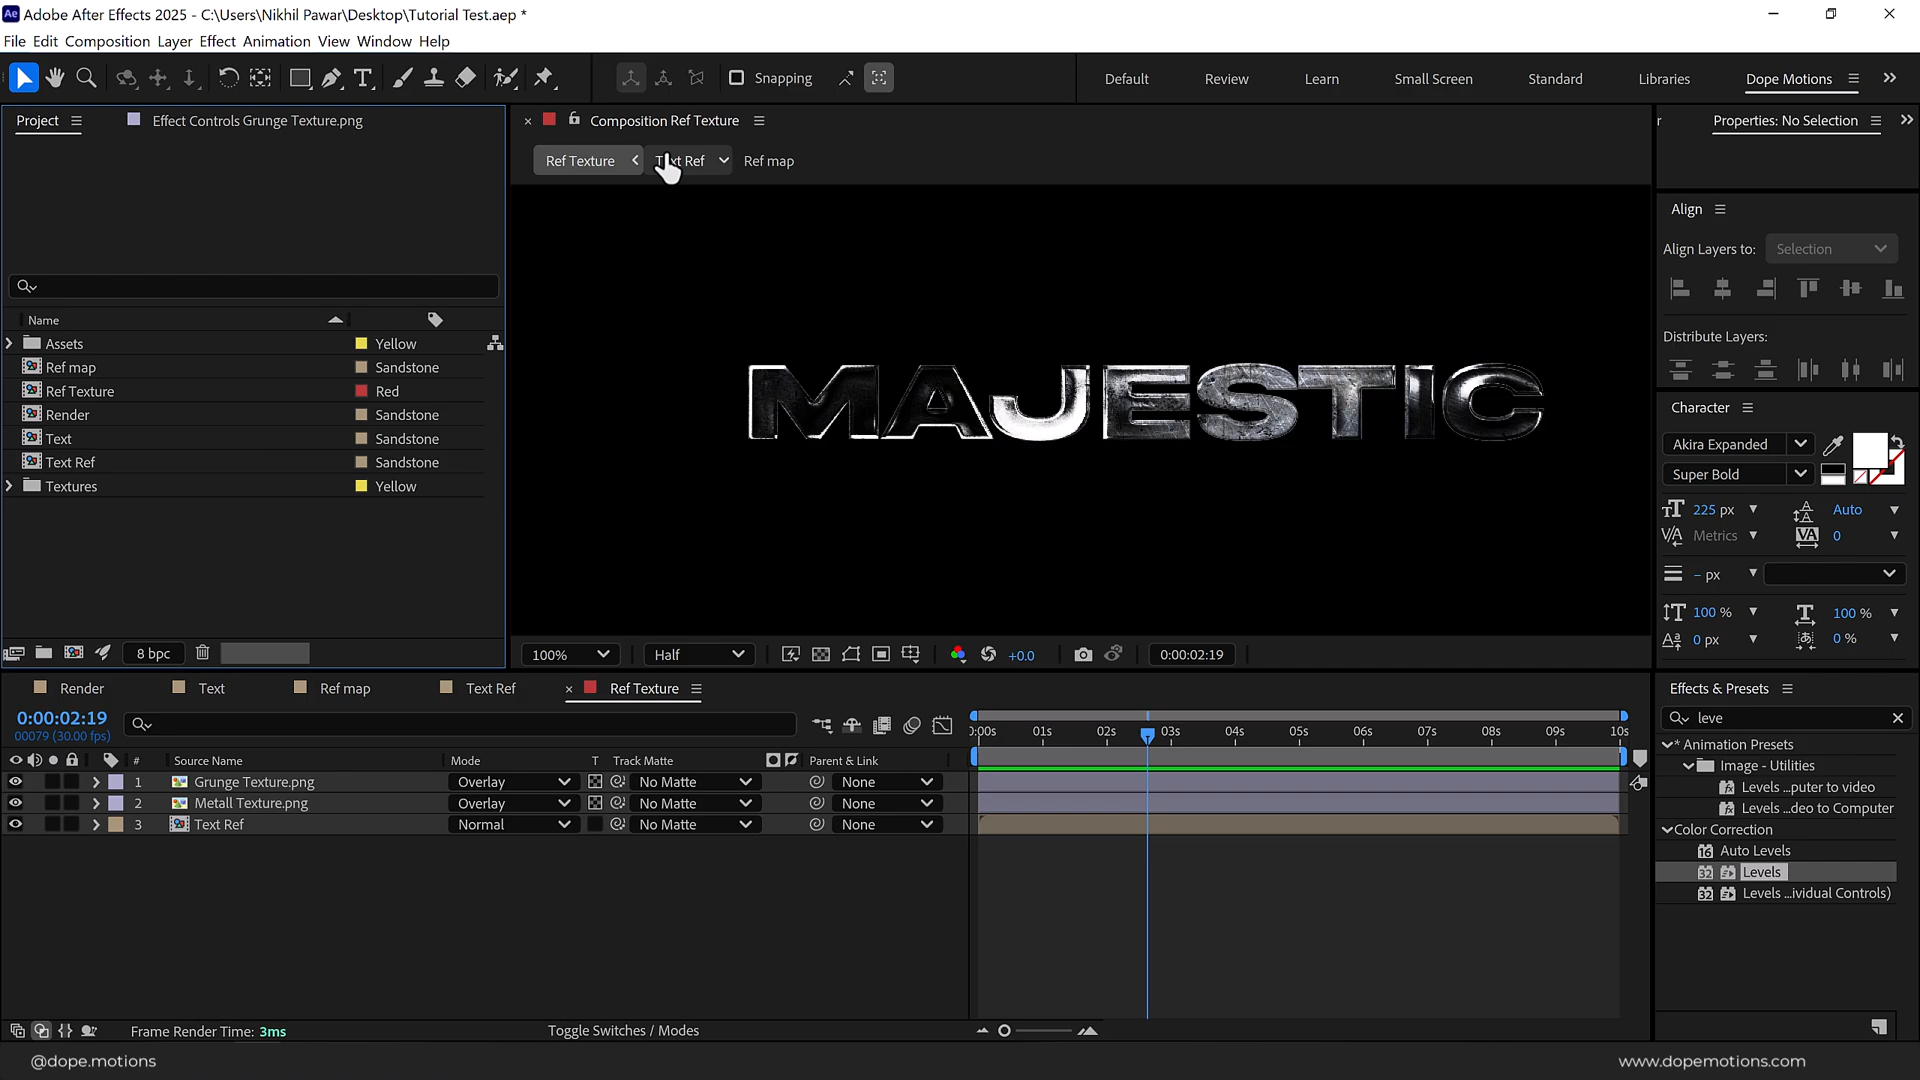 Adobe After Effects 2025 - C:\Users\Nikhil Pawar\Desktop\Tutorial Test.aep *
File Edit Composition Layer Effect Animation View Window Help
Snapping
Default Review Learn Small Screen Standard Libraries Dope Motions
Project
Effect Controls Grunge Texture.png
Composition Ref Texture
Properties: No Selection
Ref Texture
Text Ref
Ref map
Name
Assets Yellow
Ref map Sandstone
Ref Texture Red
Render Sandstone
Text Sandstone
Text Ref Sandstone
Textures Yellow
8 bpc
MAJESTIC
100%
Half
+0.0
0:00:02:19
Align
Align Layers to: Selection
Distribute Layers:
Character
Akira Expanded
Super Bold
225 px Auto
Metrics 0
- px
100 % 100 %
0 px 0 %
Render Text Ref map Text Ref Ref Texture
0:00:02:19
00079 (30.00 fps)
:00s 01s 02s 03s 04s 05s 06s 07s 08s 09s 10s
# Source Name Mode T Track Matte Parent & Link
1 Grunge Texture.png Overlay No Matte None
2 Metall Texture.png Overlay No Matte None
3 Text Ref Normal No Matte None
Frame Render Time: 3ms
Toggle Switches / Modes
Effects & Presets
leve
* Animation Presets
Image - Utilities
Levels ...puter to video
Levels ...deo to Computer
Color Correction
16 Auto Levels
32 Levels
32 Levels ...ividual Controls)
@dope.motions
www.dopemotions.com